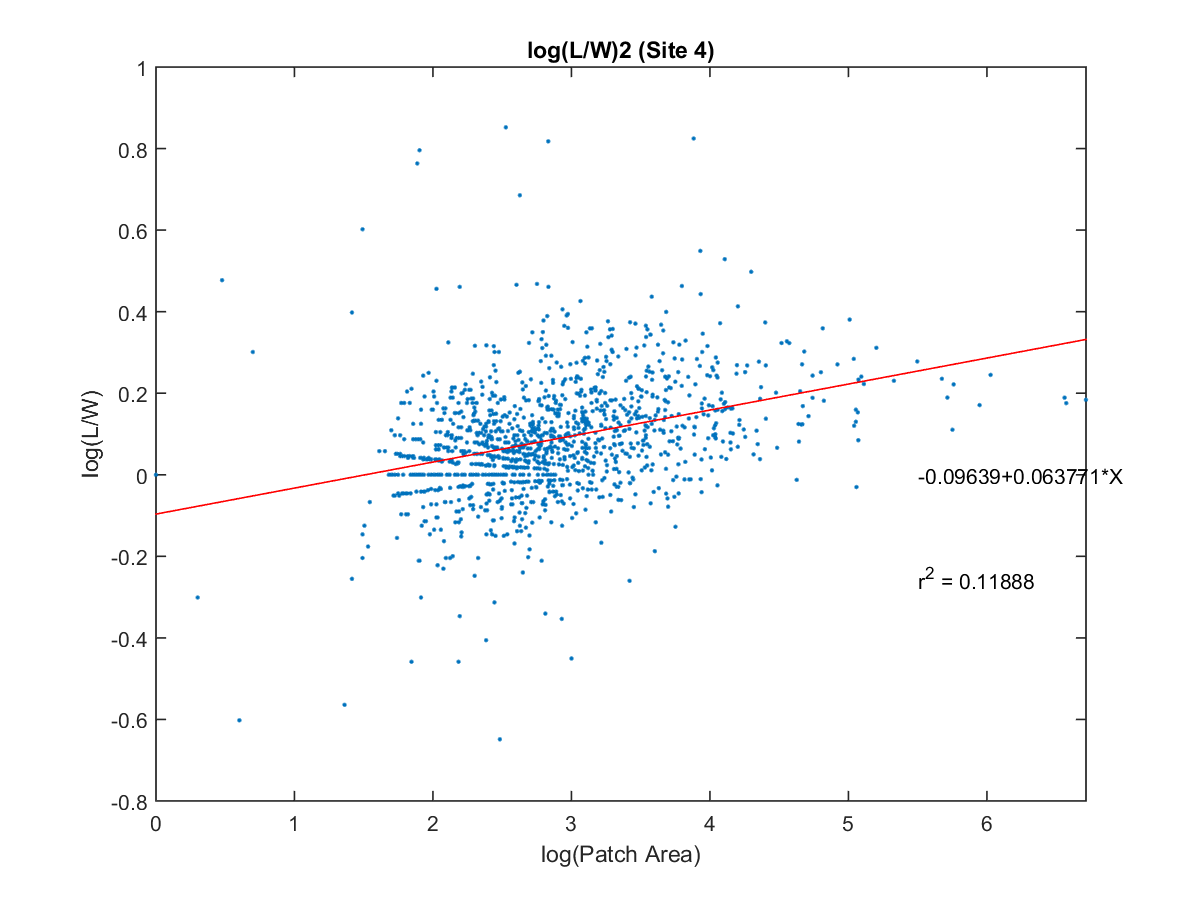 log(L/W)2 (Site 4)
1
0.8
0.6
0.4
0.2
0
-0.2
-0.4
-0.6
-0.8
log(L/W)
-0.09639+0.063771*X
r² = 0.11888
0 1 2 3 4 5 6
log(Patch Area)